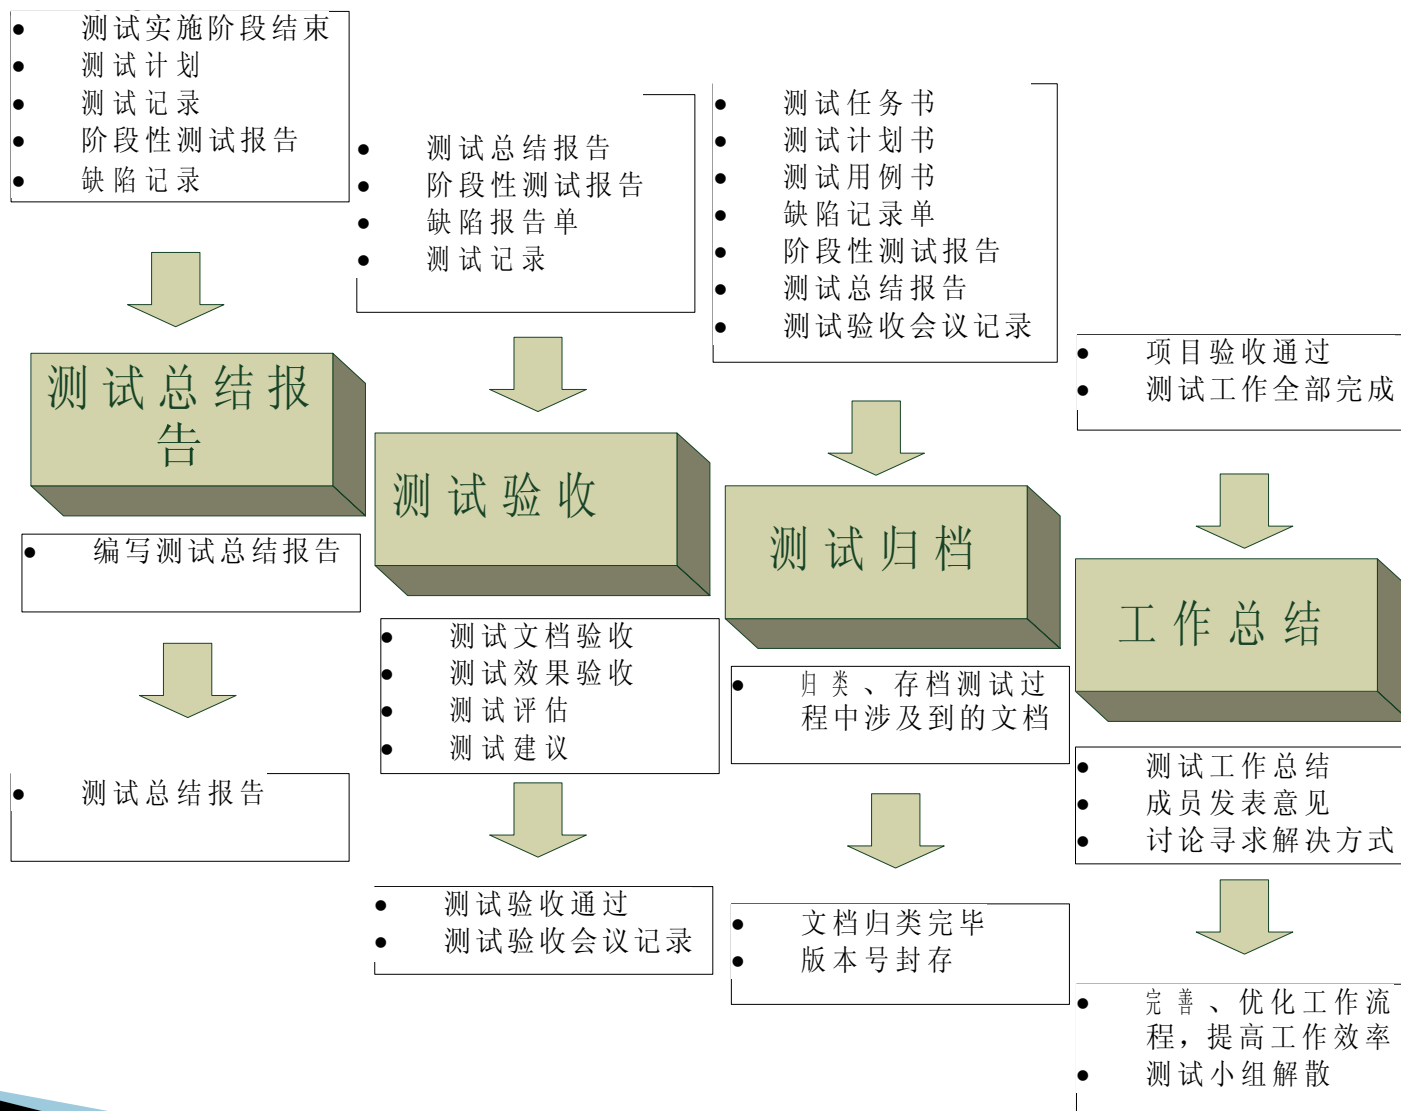 测试实施阶段结束
测试计划
测试记录
阶段性测试报告
缺陷记录
测试总结报
告
编写测试总结报告
测试总结报告
测试总结报告
阶段性测试报告
缺陷报告单
测试记录
测试验收
测试文档验收
测试效果验收
测试评估
测试建议
测试验收通过
测试验收会议记录
测试任务书
测试计划书
测试用例书
缺陷记录单
阶段性测试报告
测试总结报告
测试验收会议记录
测试归档
归类、存档测试过
程中涉及到的文档
文档归类完毕
版本号封存
项目验收通过
测试工作全部完成
工作总结
测试工作总结
成员发表意见
讨论寻求解决方式
完善、优化工作流
程，提高工作效率
测试小组解散